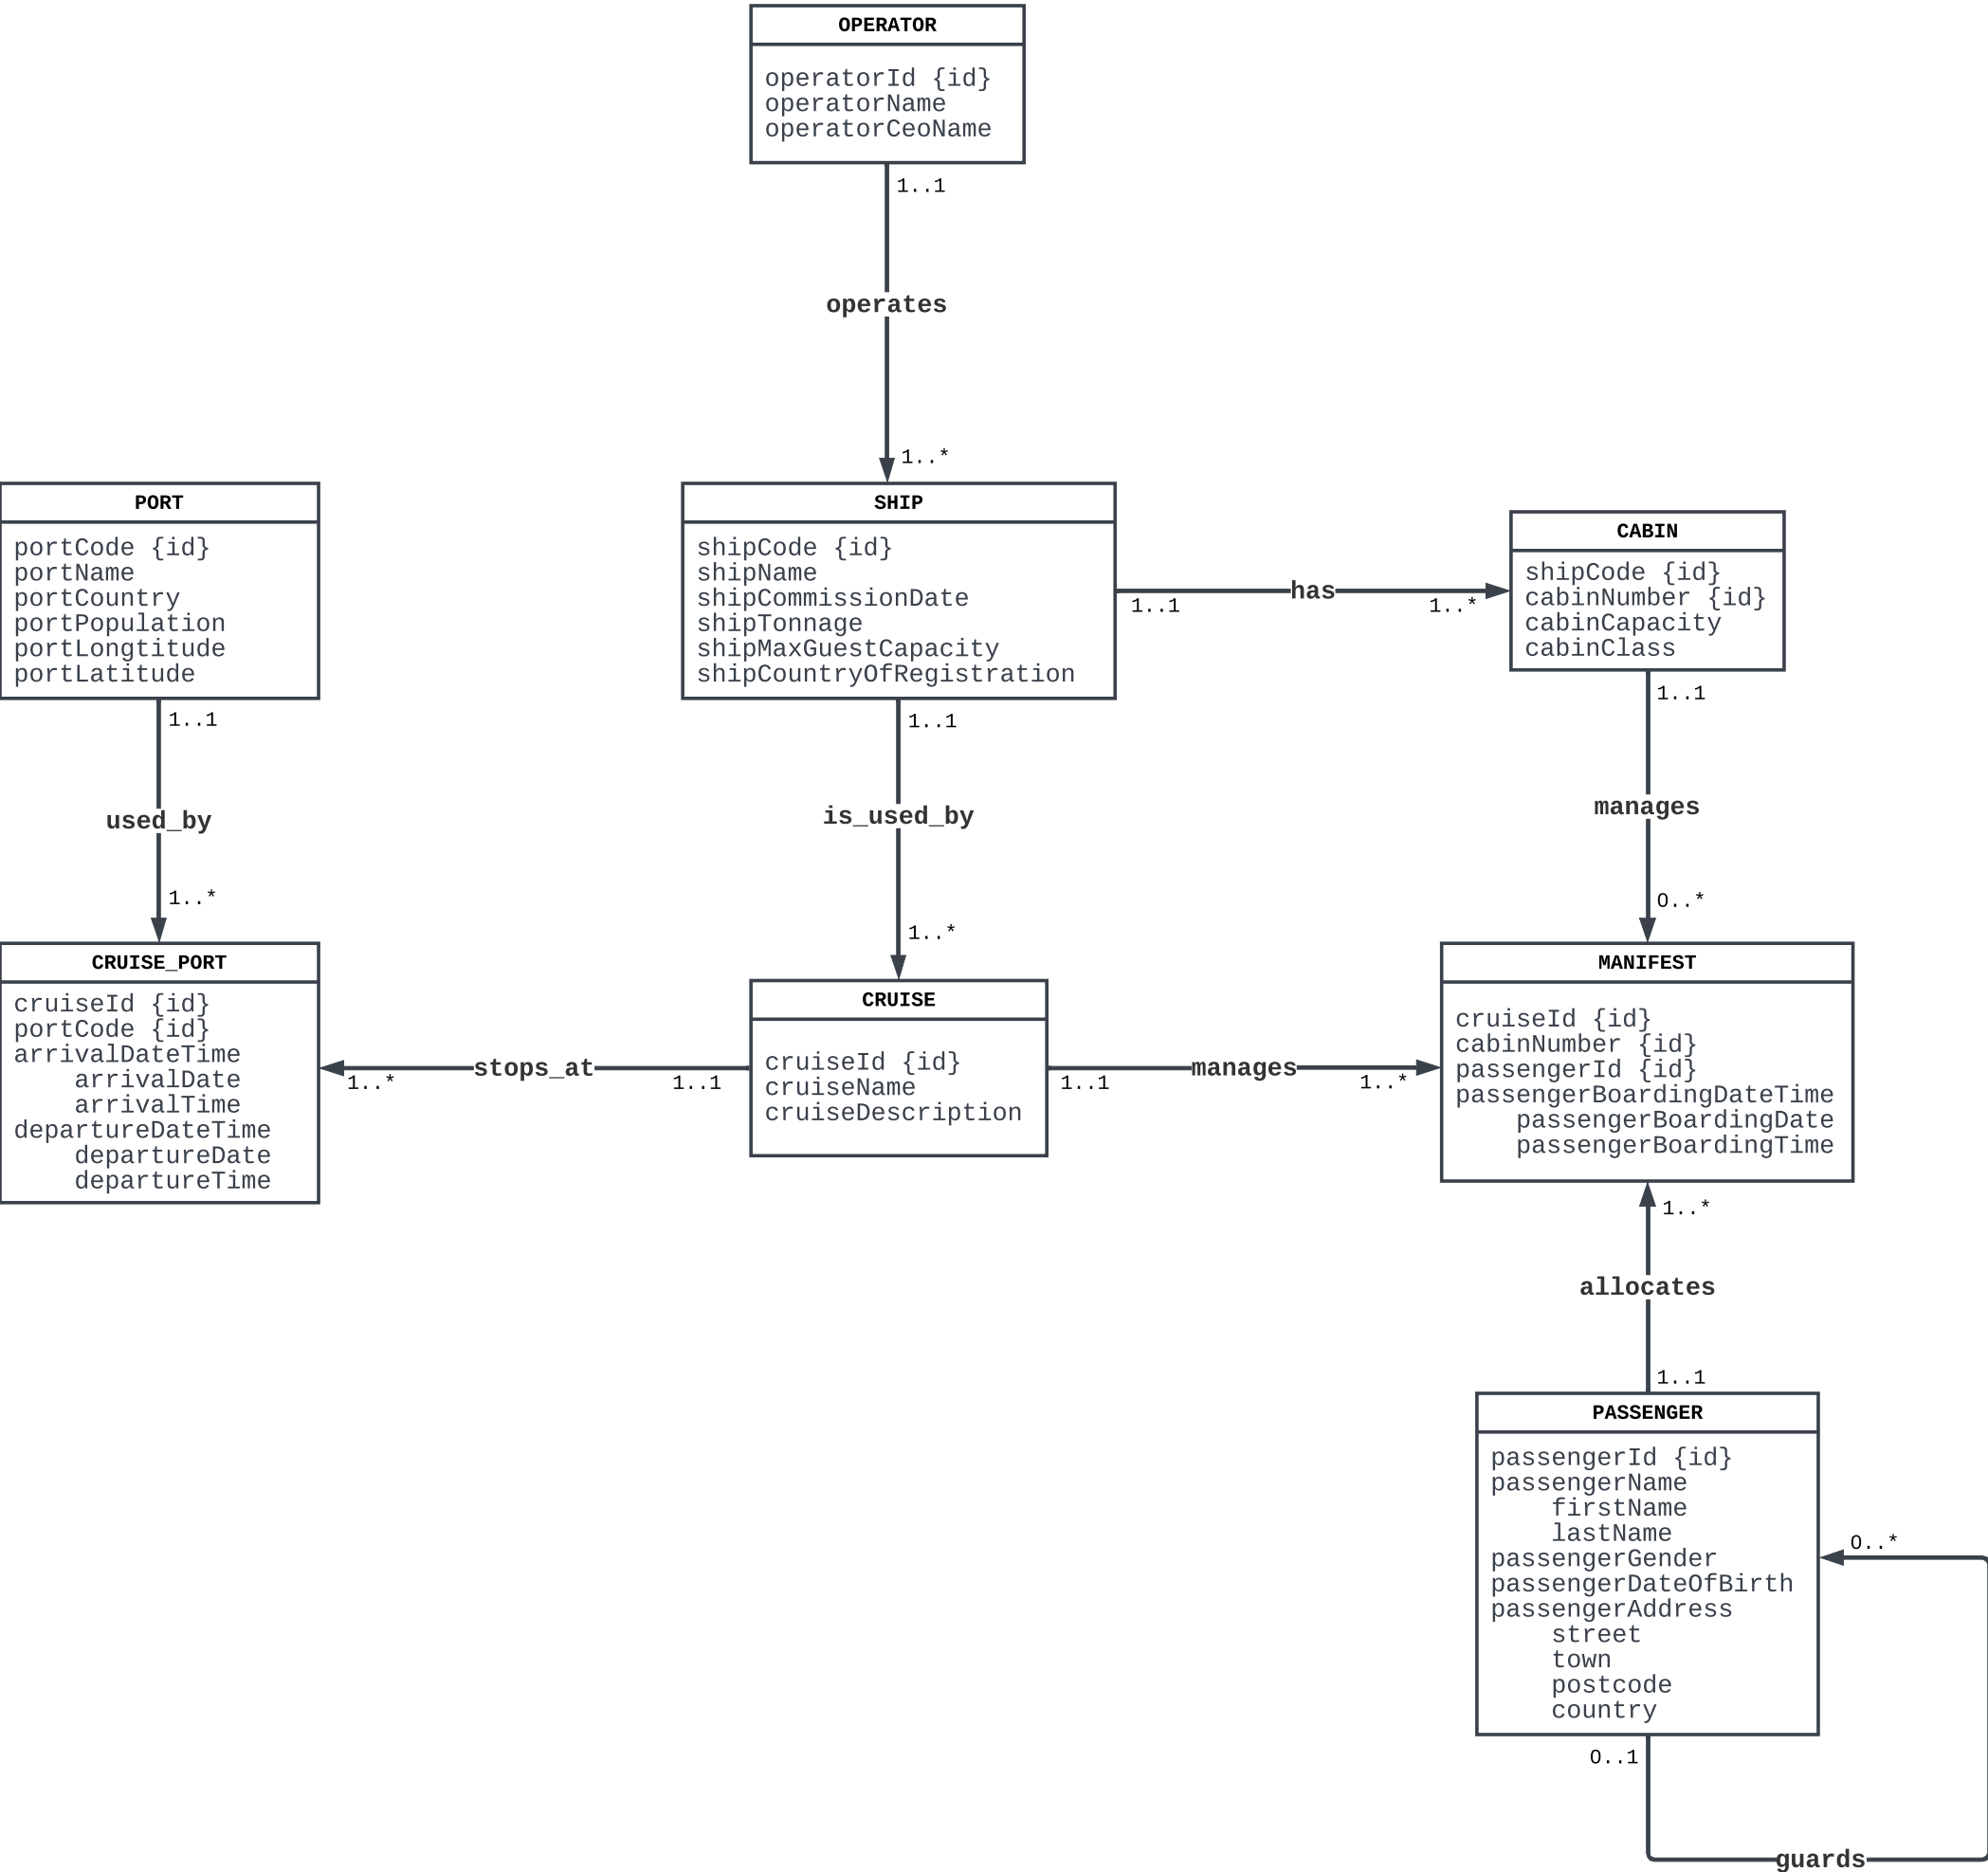 OPERATOR
operatorId {id}
operatorName
operatorCeoName
1..1
operates
1..*
PORT
portCode {id}
portName
portCountry
portPopulation
portLongtitude
portLatitude
SHIP
shipCode {id}
shipName
shipCommissionDate
shipTonnage
shipMaxGuestCapacity
shipCountryOfRegistration
1..1
has
1..*
CABIN
shipCode {id}
cabinNumber {id}
cabinCapacity
cabinClass
1..1
used_by
1..*
1..1
is_used_by
1..*
1..1
manages
0..*
CRUISE_PORT
cruiseId {id}
portCode {id}
arrivalDateTime
arrivalDate
arrivalTime
departureDateTime
departureDate
departureTime
1..*
stops_at
1..1
CRUISE
cruiseId {id}
cruiseName
cruiseDescription
1..1
manages
1..*
MANIFEST
cruiseId {id}
cabinNumber {id}
passengerId {id}
passengerBoardingDateTime
passengerBoardingDate
passengerBoardingTime
1..*
allocates
1..1
PASSENGER
passengerId {id}
passengerName
firstName
lastName
passengerGender
passengerDateOfBirth
passengerAddress
street
town
postcode
country
0..*
0..1
guards